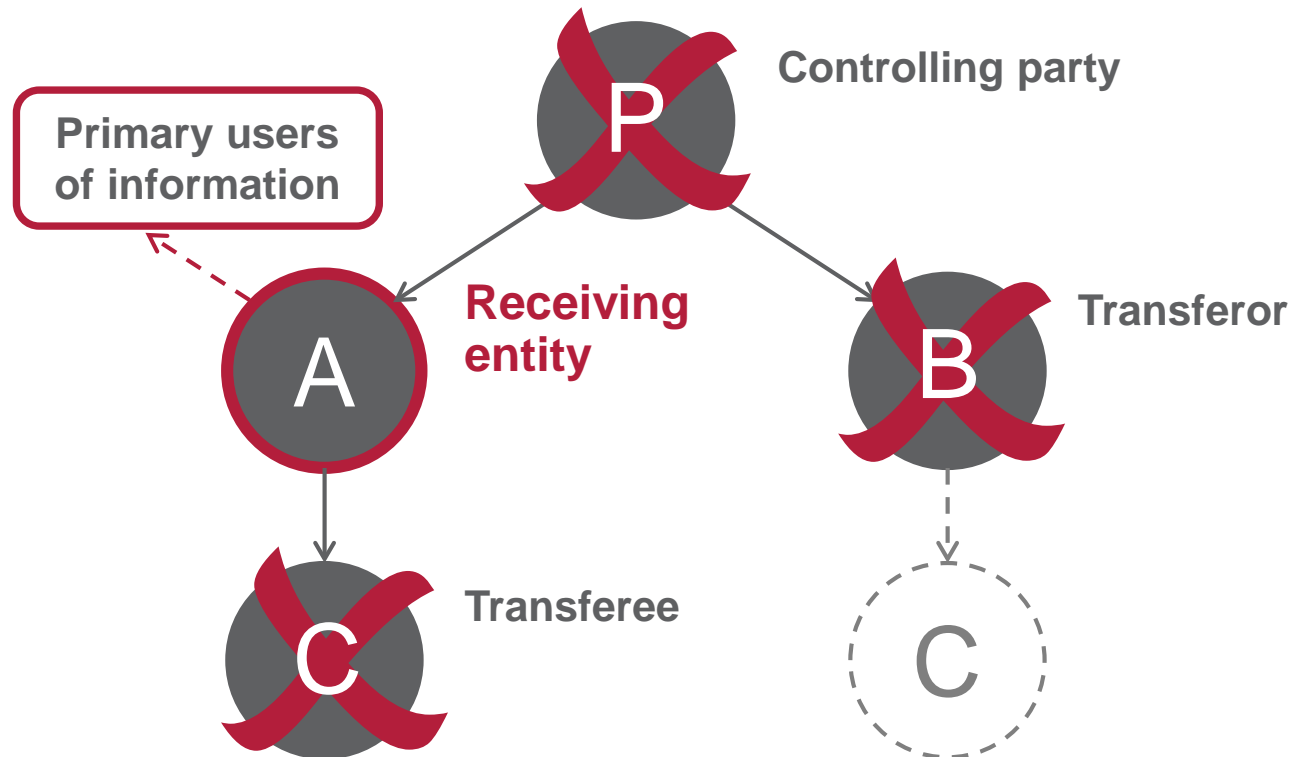 P
Controlling party
Primary users
of information
A
Receiving
entity
B
Transferor
C
Transferee
C